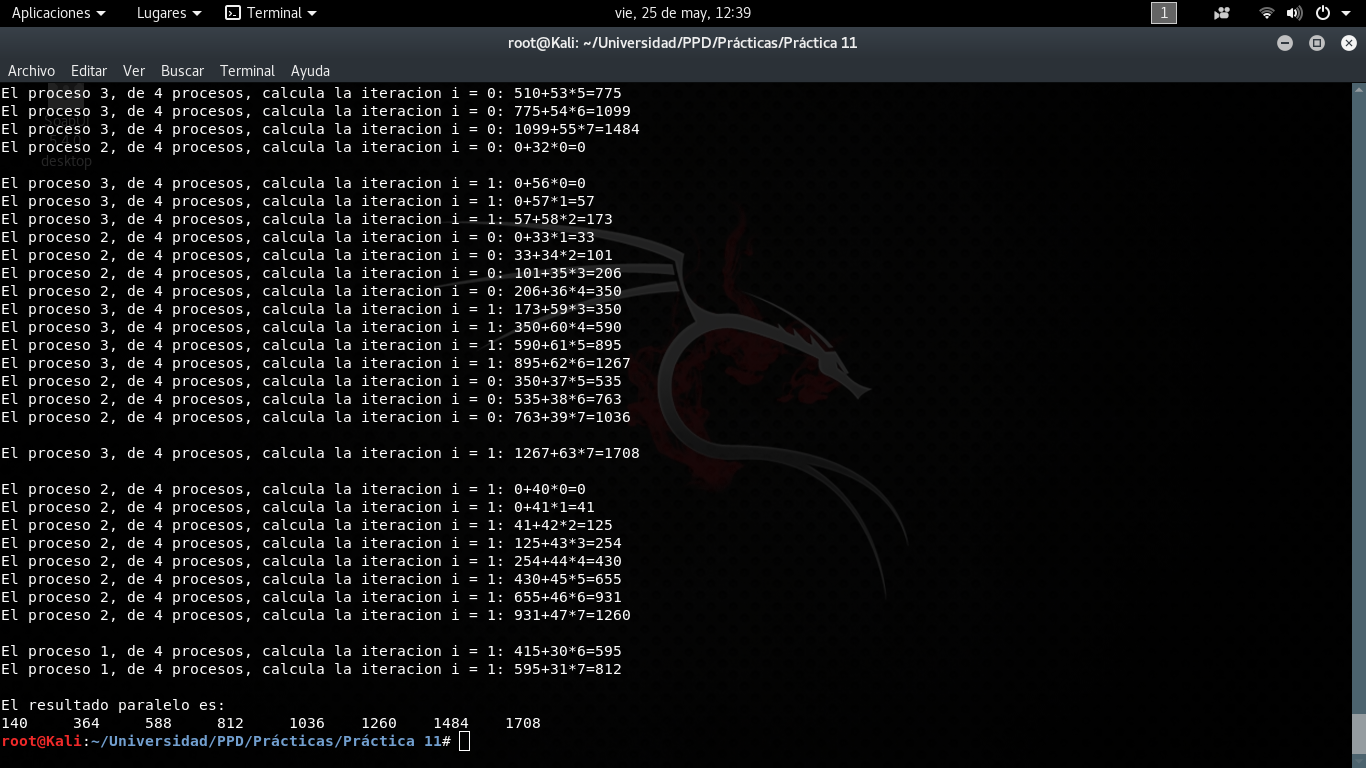 Aplicaciones Lugares Terminal vie, 25 de may, 12:39 1
root@Kali: ~/Universidad/PPD/Prácticas/Práctica 11
Archivo Editar Ver Buscar Terminal Ayuda
El proceso 3, de 4 procesos, calcula la iteracion i = 0: 510+53*5=775
El proceso 3, de 4 procesos, calcula la iteracion i = 0: 775+54*6=1099
El proceso 3, de 4 procesos, calcula la iteracion i = 0: 1099+55*7=1484
El proceso 2, de 4 procesos, calcula la iteracion i = 0: 0+32*0=0
desktop
El proceso 3, de 4 procesos, calcula la iteracion i = 1: 0+56*0=0
El proceso 3, de 4 procesos, calcula la iteracion i = 1: 0+57*1=57
El proceso 3, de 4 procesos, calcula la iteracion i = 1: 57+58*2=173
El proceso 2, de 4 procesos, calcula la iteracion i = 0: 0+33*1=33
El proceso 2, de 4 procesos, calcula la iteracion i = 0: 33+34*2=101
El proceso 2, de 4 procesos, calcula la iteracion i = 0: 101+35*3=206
El proceso 2, de 4 procesos, calcula la iteracion i = 0: 206+36*4=350
El proceso 3, de 4 procesos, calcula la iteracion i = 1: 173+59*3=350
El proceso 3, de 4 procesos, calcula la iteracion i = 1: 350+60*4=590
El proceso 3, de 4 procesos, calcula la iteracion i = 1: 590+61*5=895
El proceso 3, de 4 procesos, calcula la iteracion i = 1: 895+62*6=1267
El proceso 2, de 4 procesos, calcula la iteracion i = 0: 350+37*5=535
El proceso 2, de 4 procesos, calcula la iteracion i = 0: 535+38*6=763
El proceso 2, de 4 procesos, calcula la iteracion i = 0: 763+39*7=1036
El proceso 3, de 4 procesos, calcula la iteracion i = 1: 1267+63*7=1708
El proceso 2, de 4 procesos, calcula la iteracion i = 1: 0+40*0=0
El proceso 2, de 4 procesos, calcula la iteracion i = 1: 0+41*1=41
El proceso 2, de 4 procesos, calcula la iteracion i = 1: 41+42*2=125
El proceso 2, de 4 procesos, calcula la iteracion i = 1: 125+43*3=254
El proceso 2, de 4 procesos, calcula la iteracion i = 1: 254+44*4=430
El proceso 2, de 4 procesos, calcula la iteracion i = 1: 430+45*5=655
El proceso 2, de 4 procesos, calcula la iteracion i = 1: 655+46*6=931
El proceso 2, de 4 procesos, calcula la iteracion i = 1: 931+47*7=1260
El proceso 1, de 4 procesos, calcula la iteracion i = 1: 415+30*6=595
El proceso 1, de 4 procesos, calcula la iteracion i = 1: 595+31*7=812
El resultado paralelo es:
140 364 588 812 1036 1260 1484 1708
root@Kali:~/Universidad/PPD/Prácticas/Práctica 11#